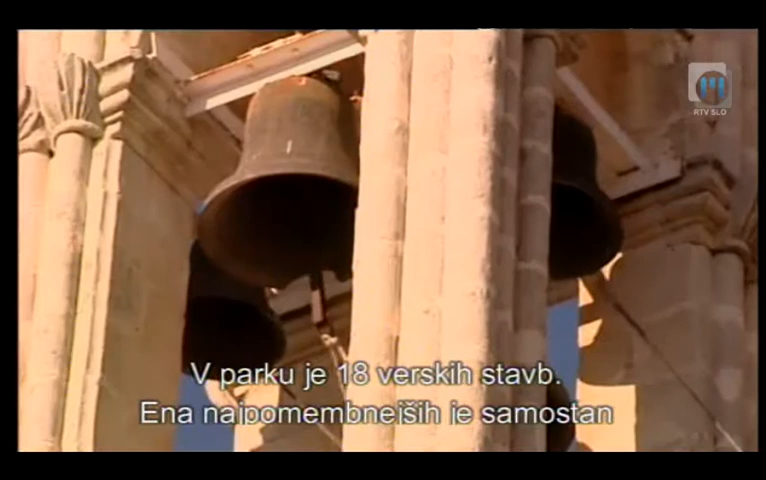 RTV SLO
V parku je 18 verskih stavb.
Ena najpomembnejših je samostan